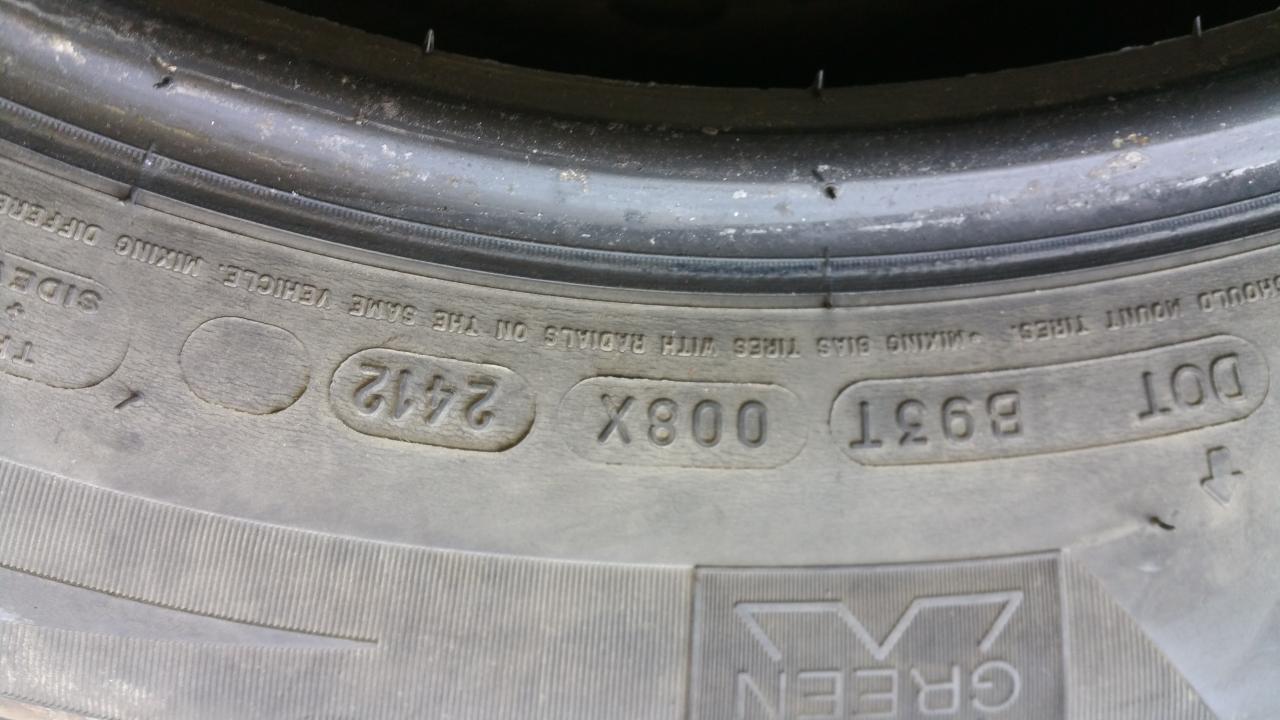 GREEN
DOT B93T 008X 2412
SIDE
SHOULD MOUNT TIRES. •MIXING BIAS TIRES WITH RADIALS ON THE SAME VEHICLE. MIXING